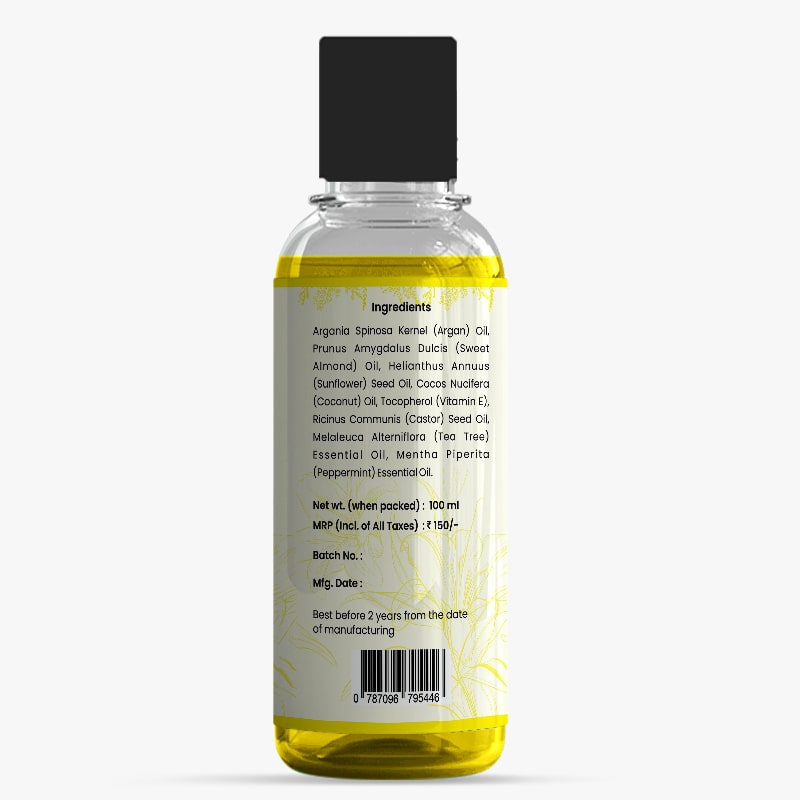 Ingredients
Argania Spinosa Kernel (Argan) Oil,
Prunus Amygdalus Dulcis (Sweet
Almond) Oil, Helianthus Annuus
(Sunflower) Seed Oil, Cocos Nucifera
(Coconut) Oil, Tocopherol (Vitamin E),
Ricinus Communis (Castor) Seed Oil,
Melaleuca Alterniflora (Tea Tree)
Essential Oil, Mentha Piperita
(Peppermint) Essential Oil.
Net wt. (when packed) : 100 ml
MRP (Incl. of All Taxes) : ₹ 150/-
Batch No. :
Mfg. Date :
Best before 2 years from the date
of manufacturing
0 787096 795446